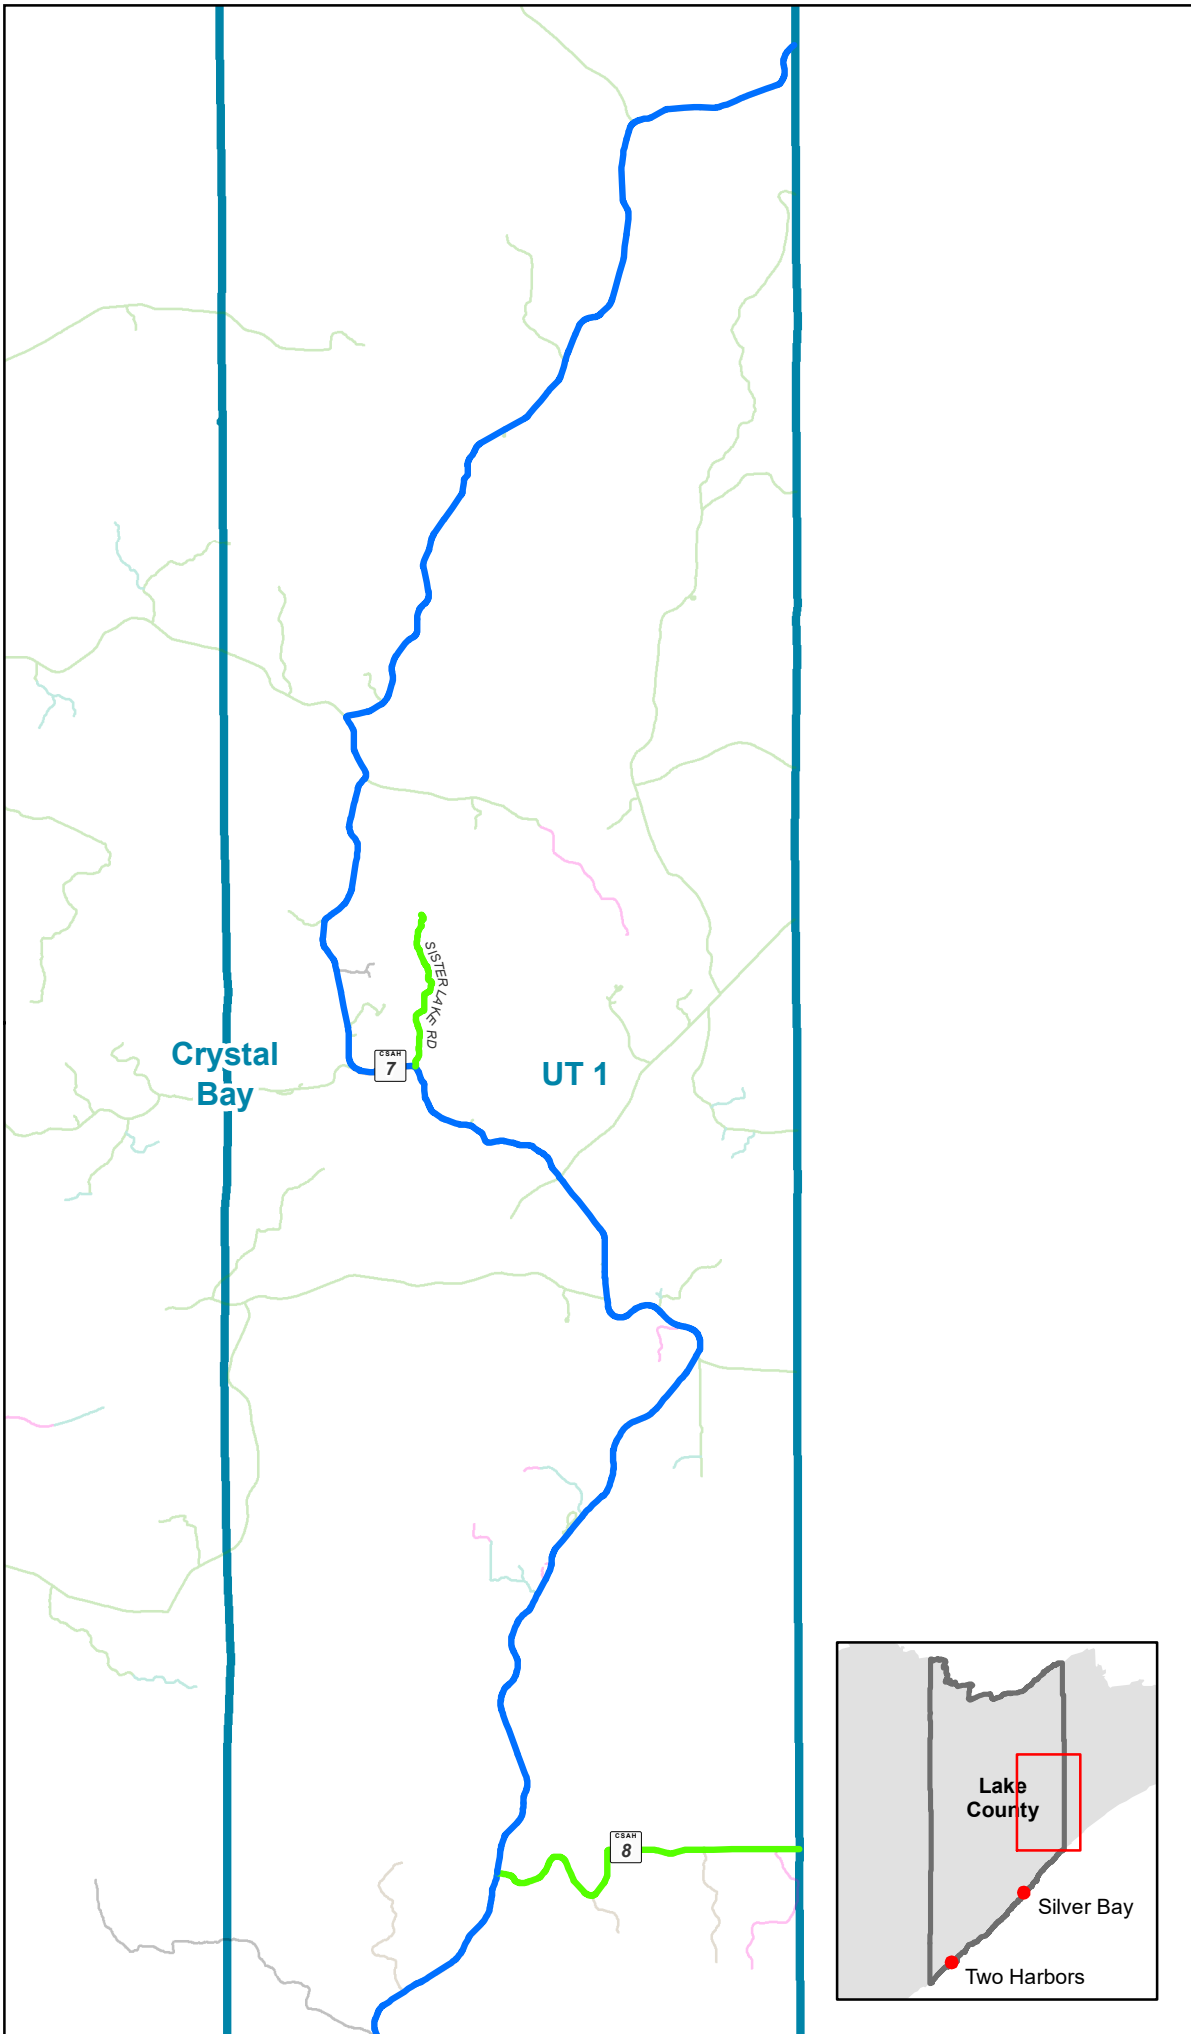 SISTER LAKE RD
Crystal
Bay
CSAH
7
UT 1
CSAH
8
Lake
County
Silver Bay
Two Harbors